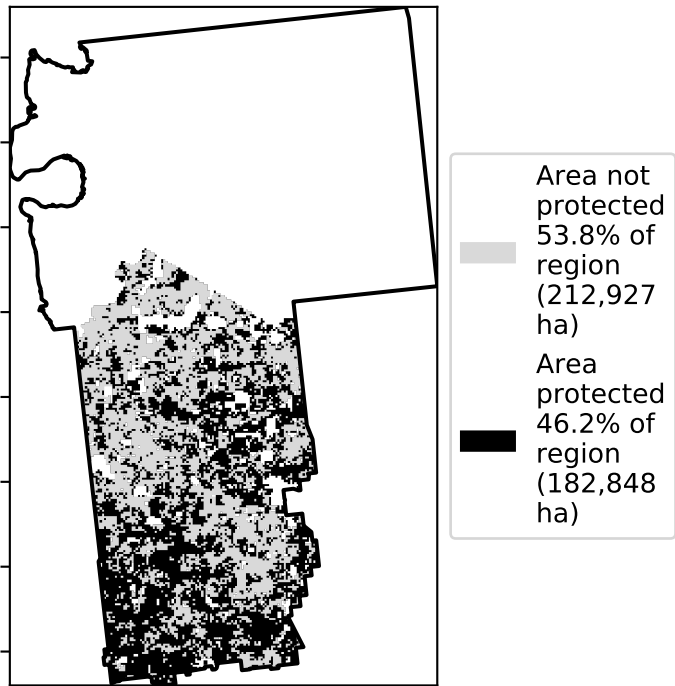 Area not
protected
53.8% of
region
(212,927
ha)
Area
protected
46.2% of
region
(182,848
ha)